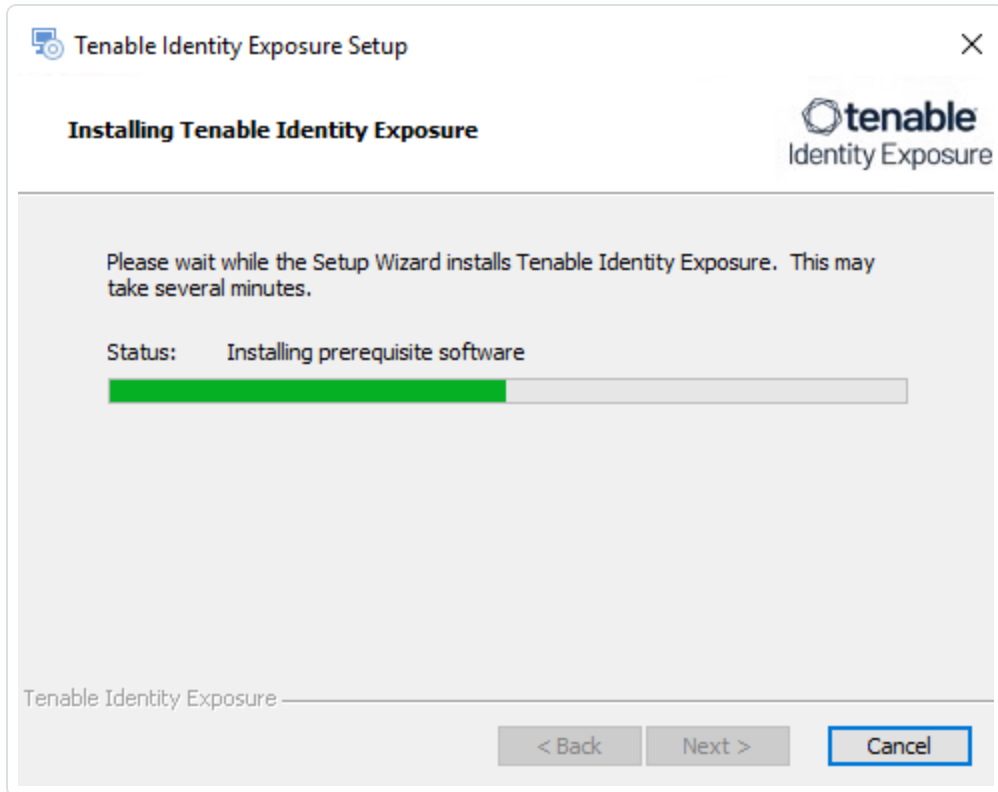 Tenable Identity Exposure Setup
Installing Tenable Identity Exposure
tenable
Identity Exposure
Please wait while the Setup Wizard installs Tenable Identity Exposure. This may
take several minutes.
Status: Installing prerequisite software
Tenable Identity Exposure
< Back Next > Cancel